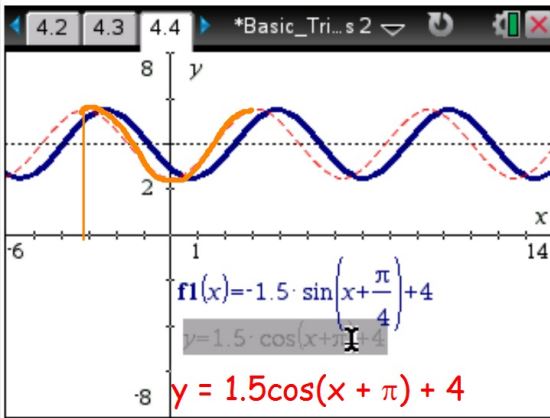 4.2 4.3 4.4 *Basic_Tri…s 2
8 y
2
x
-6 1 14
f1(x)=-1.5· sin(x+π/4)+4
y=1.5· cos(x+π)+4
-8
y = 1.5cos(x + π) + 4